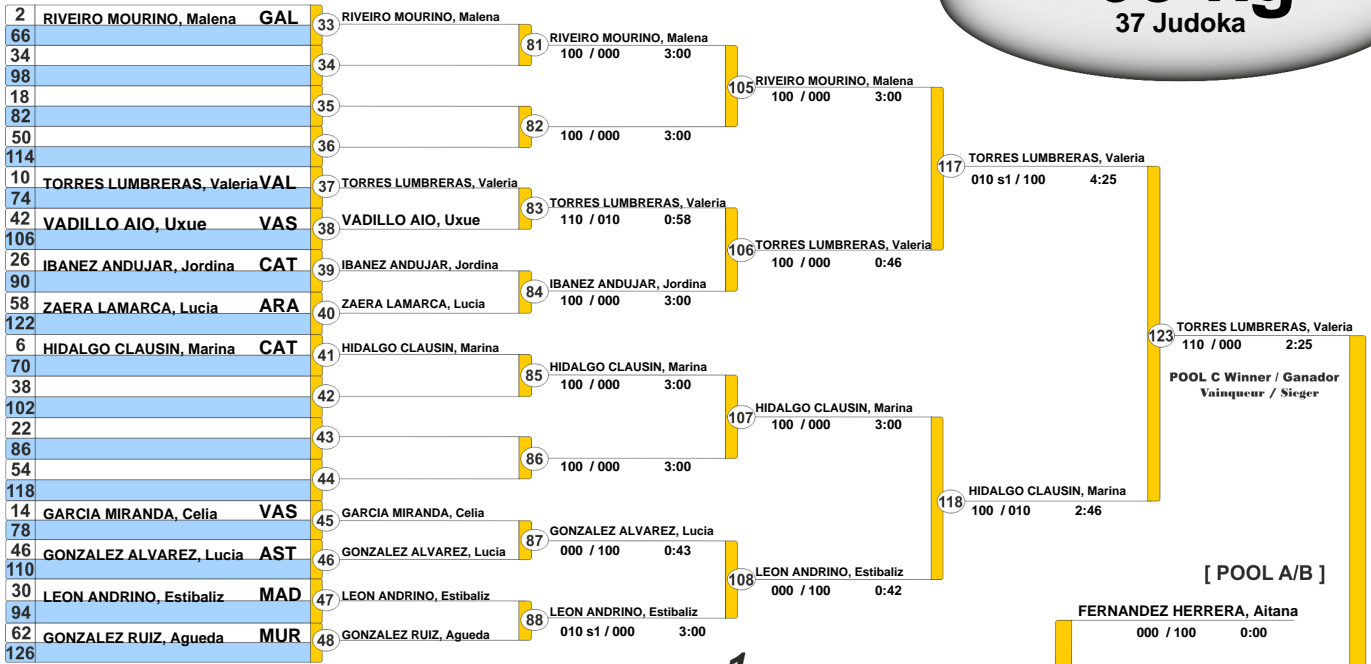 37 Judoka
2 RIVEIRO MOURINO, Malena GAL
66
34
98
18
82
50
114
10 TORRES LUMBRERAS, Valeria VAL
74
42 VADILLO AIO, Uxue VAS
106
26 IBANEZ ANDUJAR, Jordina CAT
90
58 ZAERA LAMARCA, Lucia ARA
122
6 HIDALGO CLAUSIN, Marina CAT
70
38
102
22
86
54
118
14 GARCIA MIRANDA, Celia VAS
78
46 GONZALEZ ALVAREZ, Lucia AST
110
30 LEON ANDRINO, Estibaliz MAD
94
62 GONZALEZ RUIZ, Agueda MUR
126
33 RIVEIRO MOURINO, Malena
34
35
36
37 TORRES LUMBRERAS, Valeria
38 VADILLO AIO, Uxue
39 IBANEZ ANDUJAR, Jordina
40 ZAERA LAMARCA, Lucia
41 HIDALGO CLAUSIN, Marina
42
43
44
45 GARCIA MIRANDA, Celia
46 GONZALEZ ALVAREZ, Lucia
47 LEON ANDRINO, Estibaliz
48 GONZALEZ RUIZ, Agueda
81 RIVEIRO MOURINO, Malena
100 / 000 3:00
82
100 / 000 3:00
83 TORRES LUMBRERAS, Valeria
110 / 010 0:58
84 IBANEZ ANDUJAR, Jordina
100 / 000 3:00
85 HIDALGO CLAUSIN, Marina
100 / 000 3:00
86
100 / 000 3:00
87 GONZALEZ ALVAREZ, Lucia
000 / 100 0:43
88 LEON ANDRINO, Estibaliz
010 s1 / 000 3:00
105 RIVEIRO MOURINO, Malena
100 / 000 3:00
106 TORRES LUMBRERAS, Valeria
100 / 000 0:46
107 HIDALGO CLAUSIN, Marina
100 / 000 3:00
108 LEON ANDRINO, Estibaliz
000 / 100 0:42
117 TORRES LUMBRERAS, Valeria
010 s1 / 100 4:25
118 HIDALGO CLAUSIN, Marina
100 / 010 2:46
123 TORRES LUMBRERAS, Valeria
110 / 000 2:25
POOL C Winner / Ganador
Vainqueur / Sieger
[ POOL A/B ]
FERNANDEZ HERRERA, Aitana
000 / 100 0:00